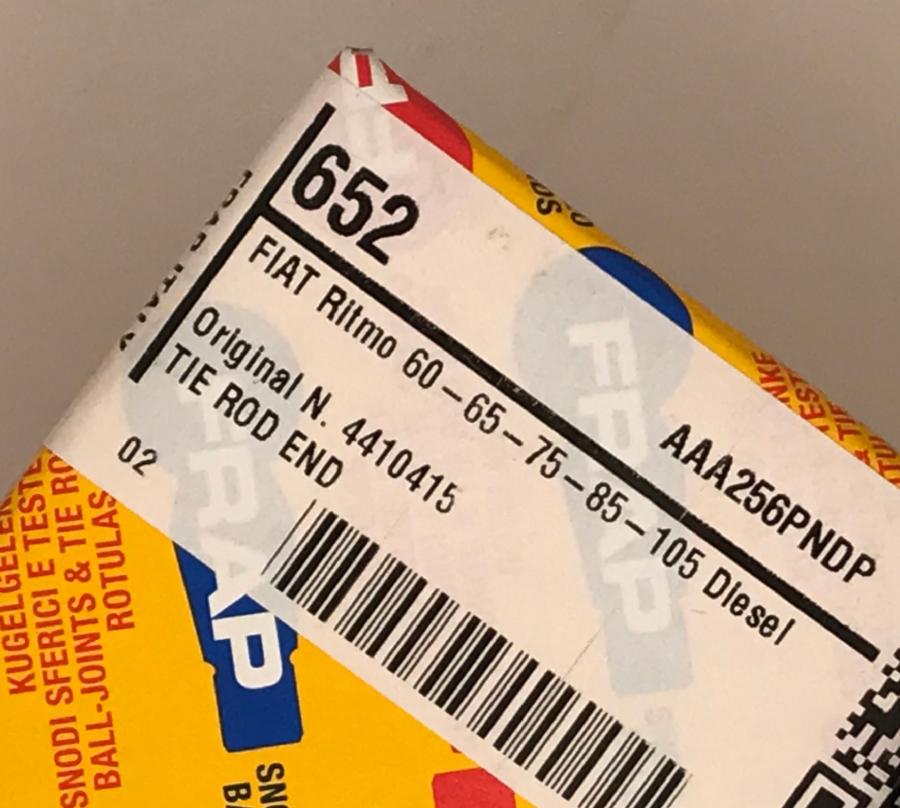 652
AAA256PNDP
FIAT Ritmo 60–65–75–85–105 Diesel
Original N. 4410415
TIE ROD END
02
FRAP
FRAP
SNODI SFERICI E TESTE
BALL-JOINTS & TIE RO
ROTULAS